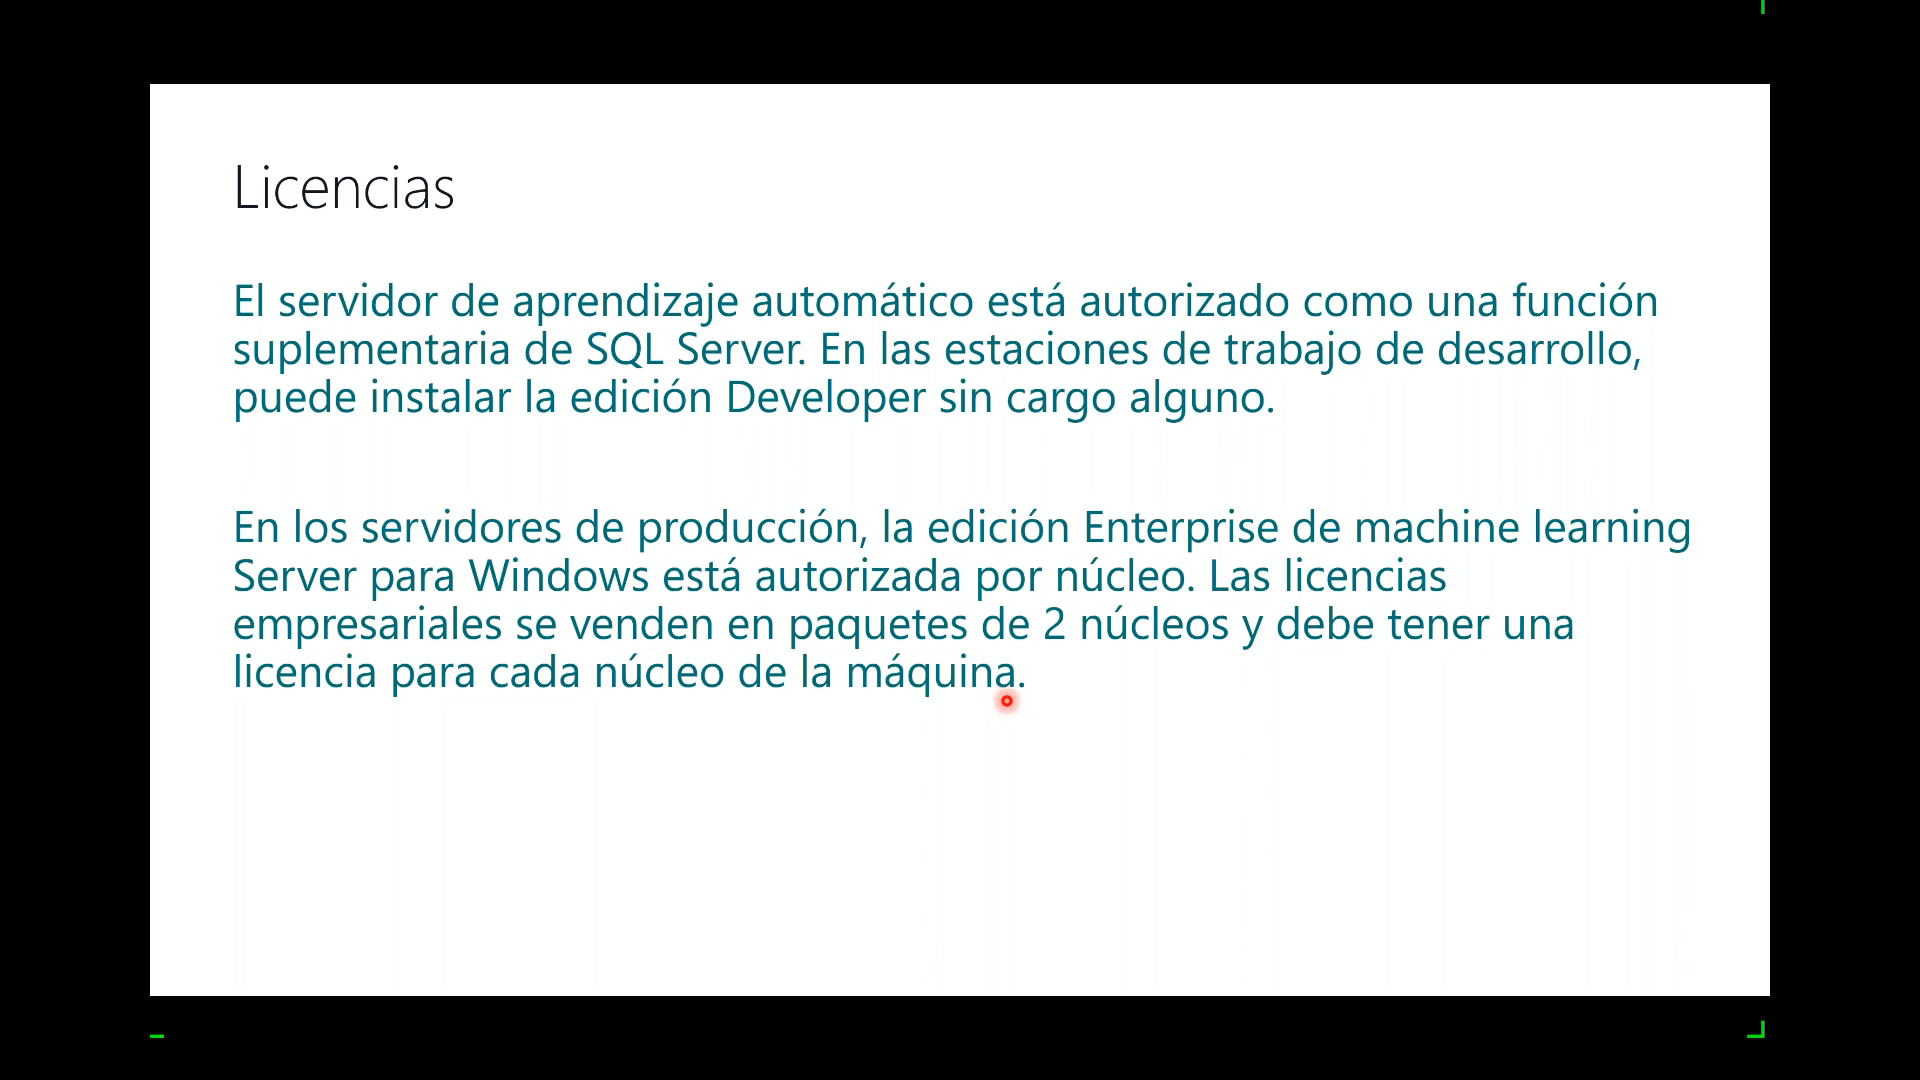 Licencias
El servidor de aprendizaje automático está autorizado como una función
suplementaria de SQL Server. En las estaciones de trabajo de desarrollo,
puede instalar la edición Developer sin cargo alguno.
En los servidores de producción, la edición Enterprise de machine learning
Server para Windows está autorizada por núcleo. Las licencias
empresariales se venden en paquetes de 2 núcleos y debe tener una
licencia para cada núcleo de la máquina.